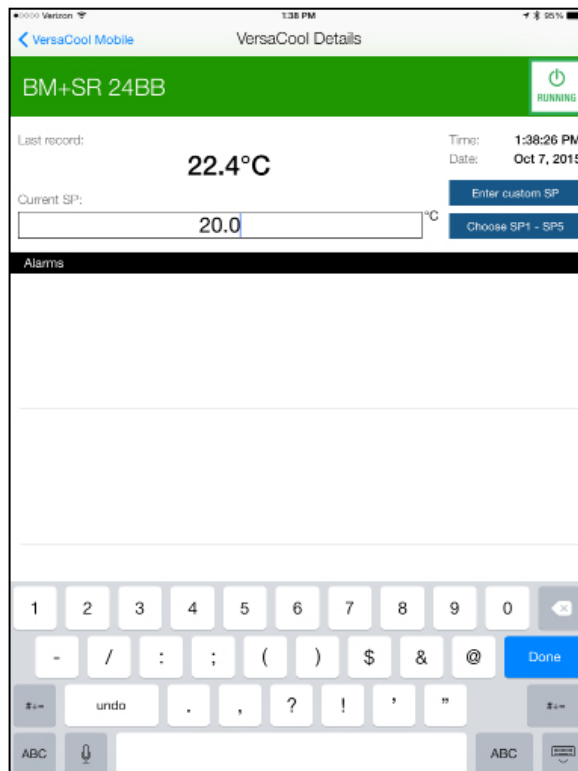 Verizon 1:38 PM 95%
VersaCool Mobile VersaCool Details
BM+SR 24BB
RUNNING
Last record: Time: 1:38:26 PM
22.4°C Date: Oct 7, 2015
Enter custom SP
Current SP:
20.0 °C Choose SP1 - SP5
Alarms
1 2 3 4 5 6 7 8 9 0
- / : ; ( ) $ & @ Done
#+= undo . , ? ! ' " #+=
ABC ABC